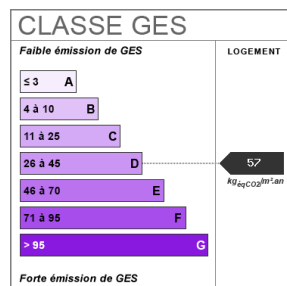 CLASSE GES
Faible émission de GES
LOGEMENT
≤ 3 A
4 à 10 B
11 à 25 C
26 à 45 D
57
kgéqCO2/m².an
46 à 70 E
71 à 95 F
> 95 G
Forte émission de GES